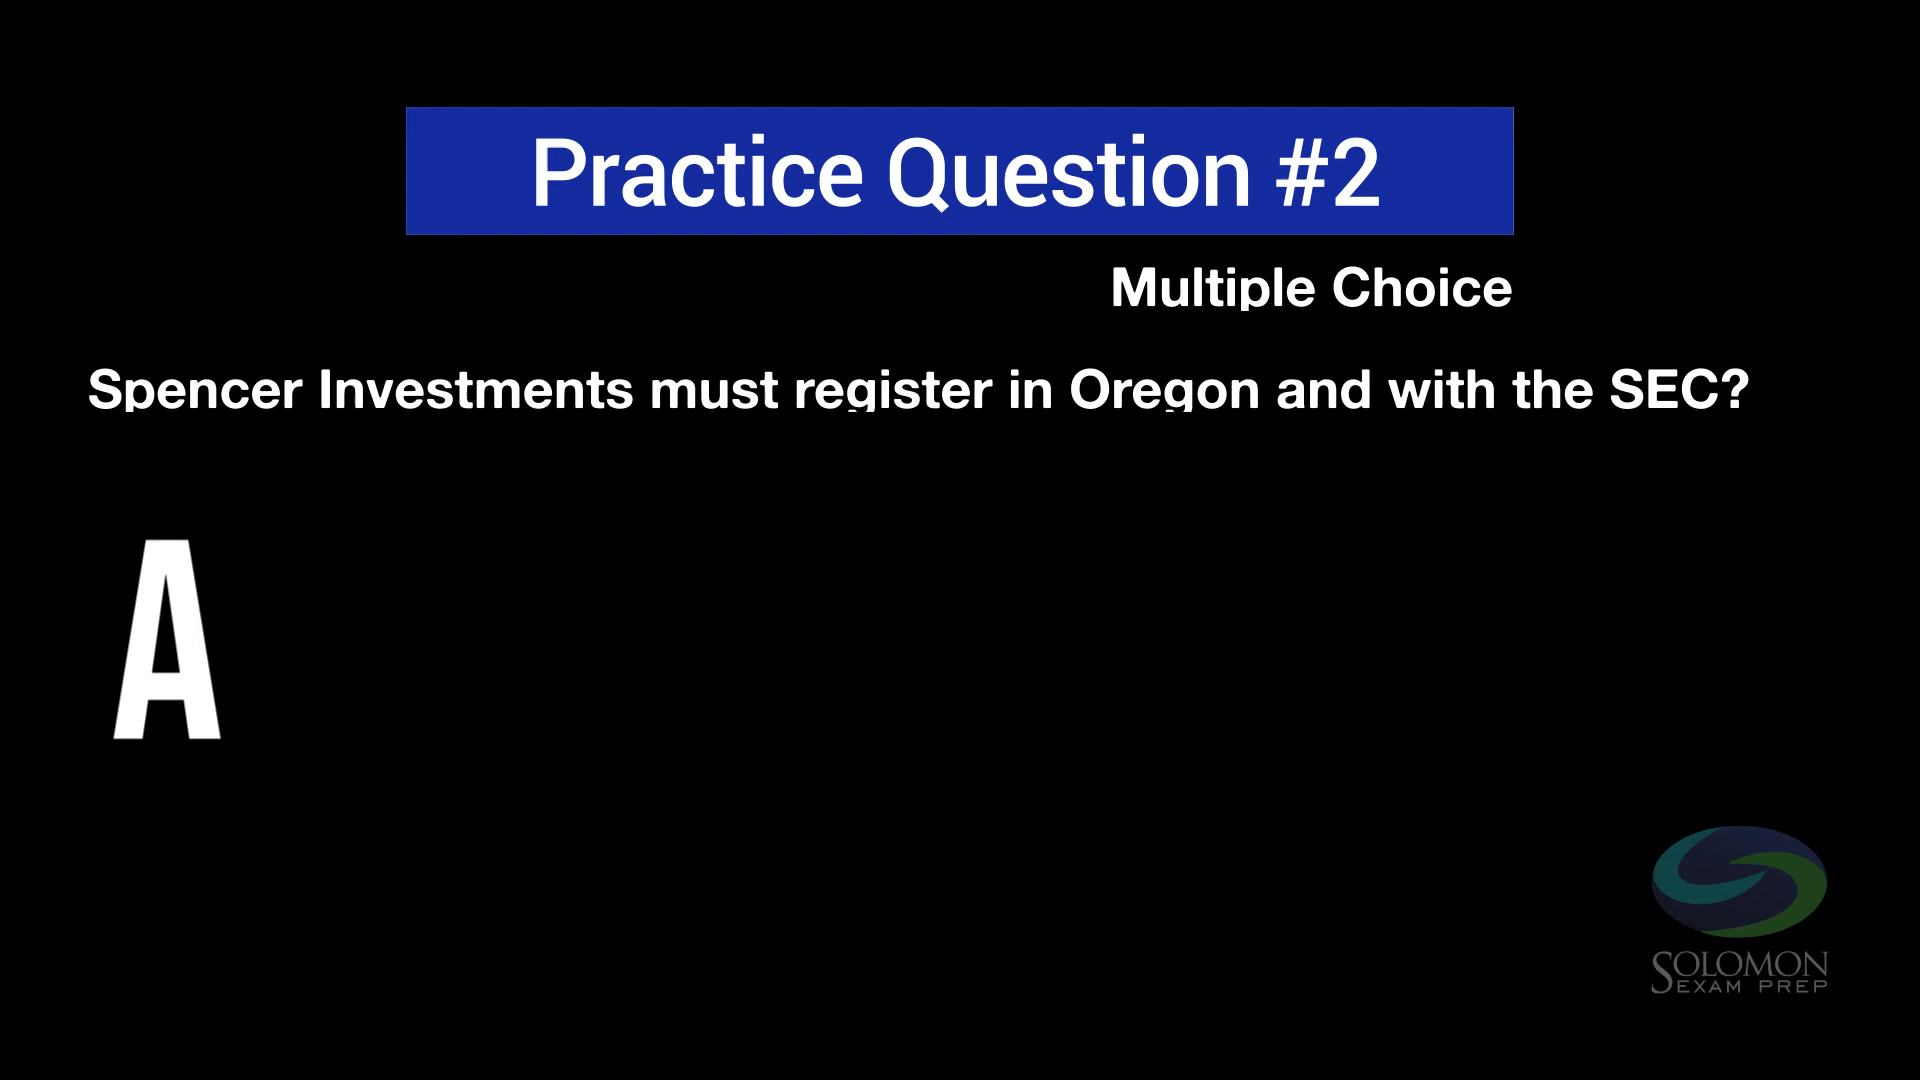 Practice Question #2
Multiple Choice
Spencer Investments must register in Oregon and with the SEC?
A
SOLOMON
EXAM PREP